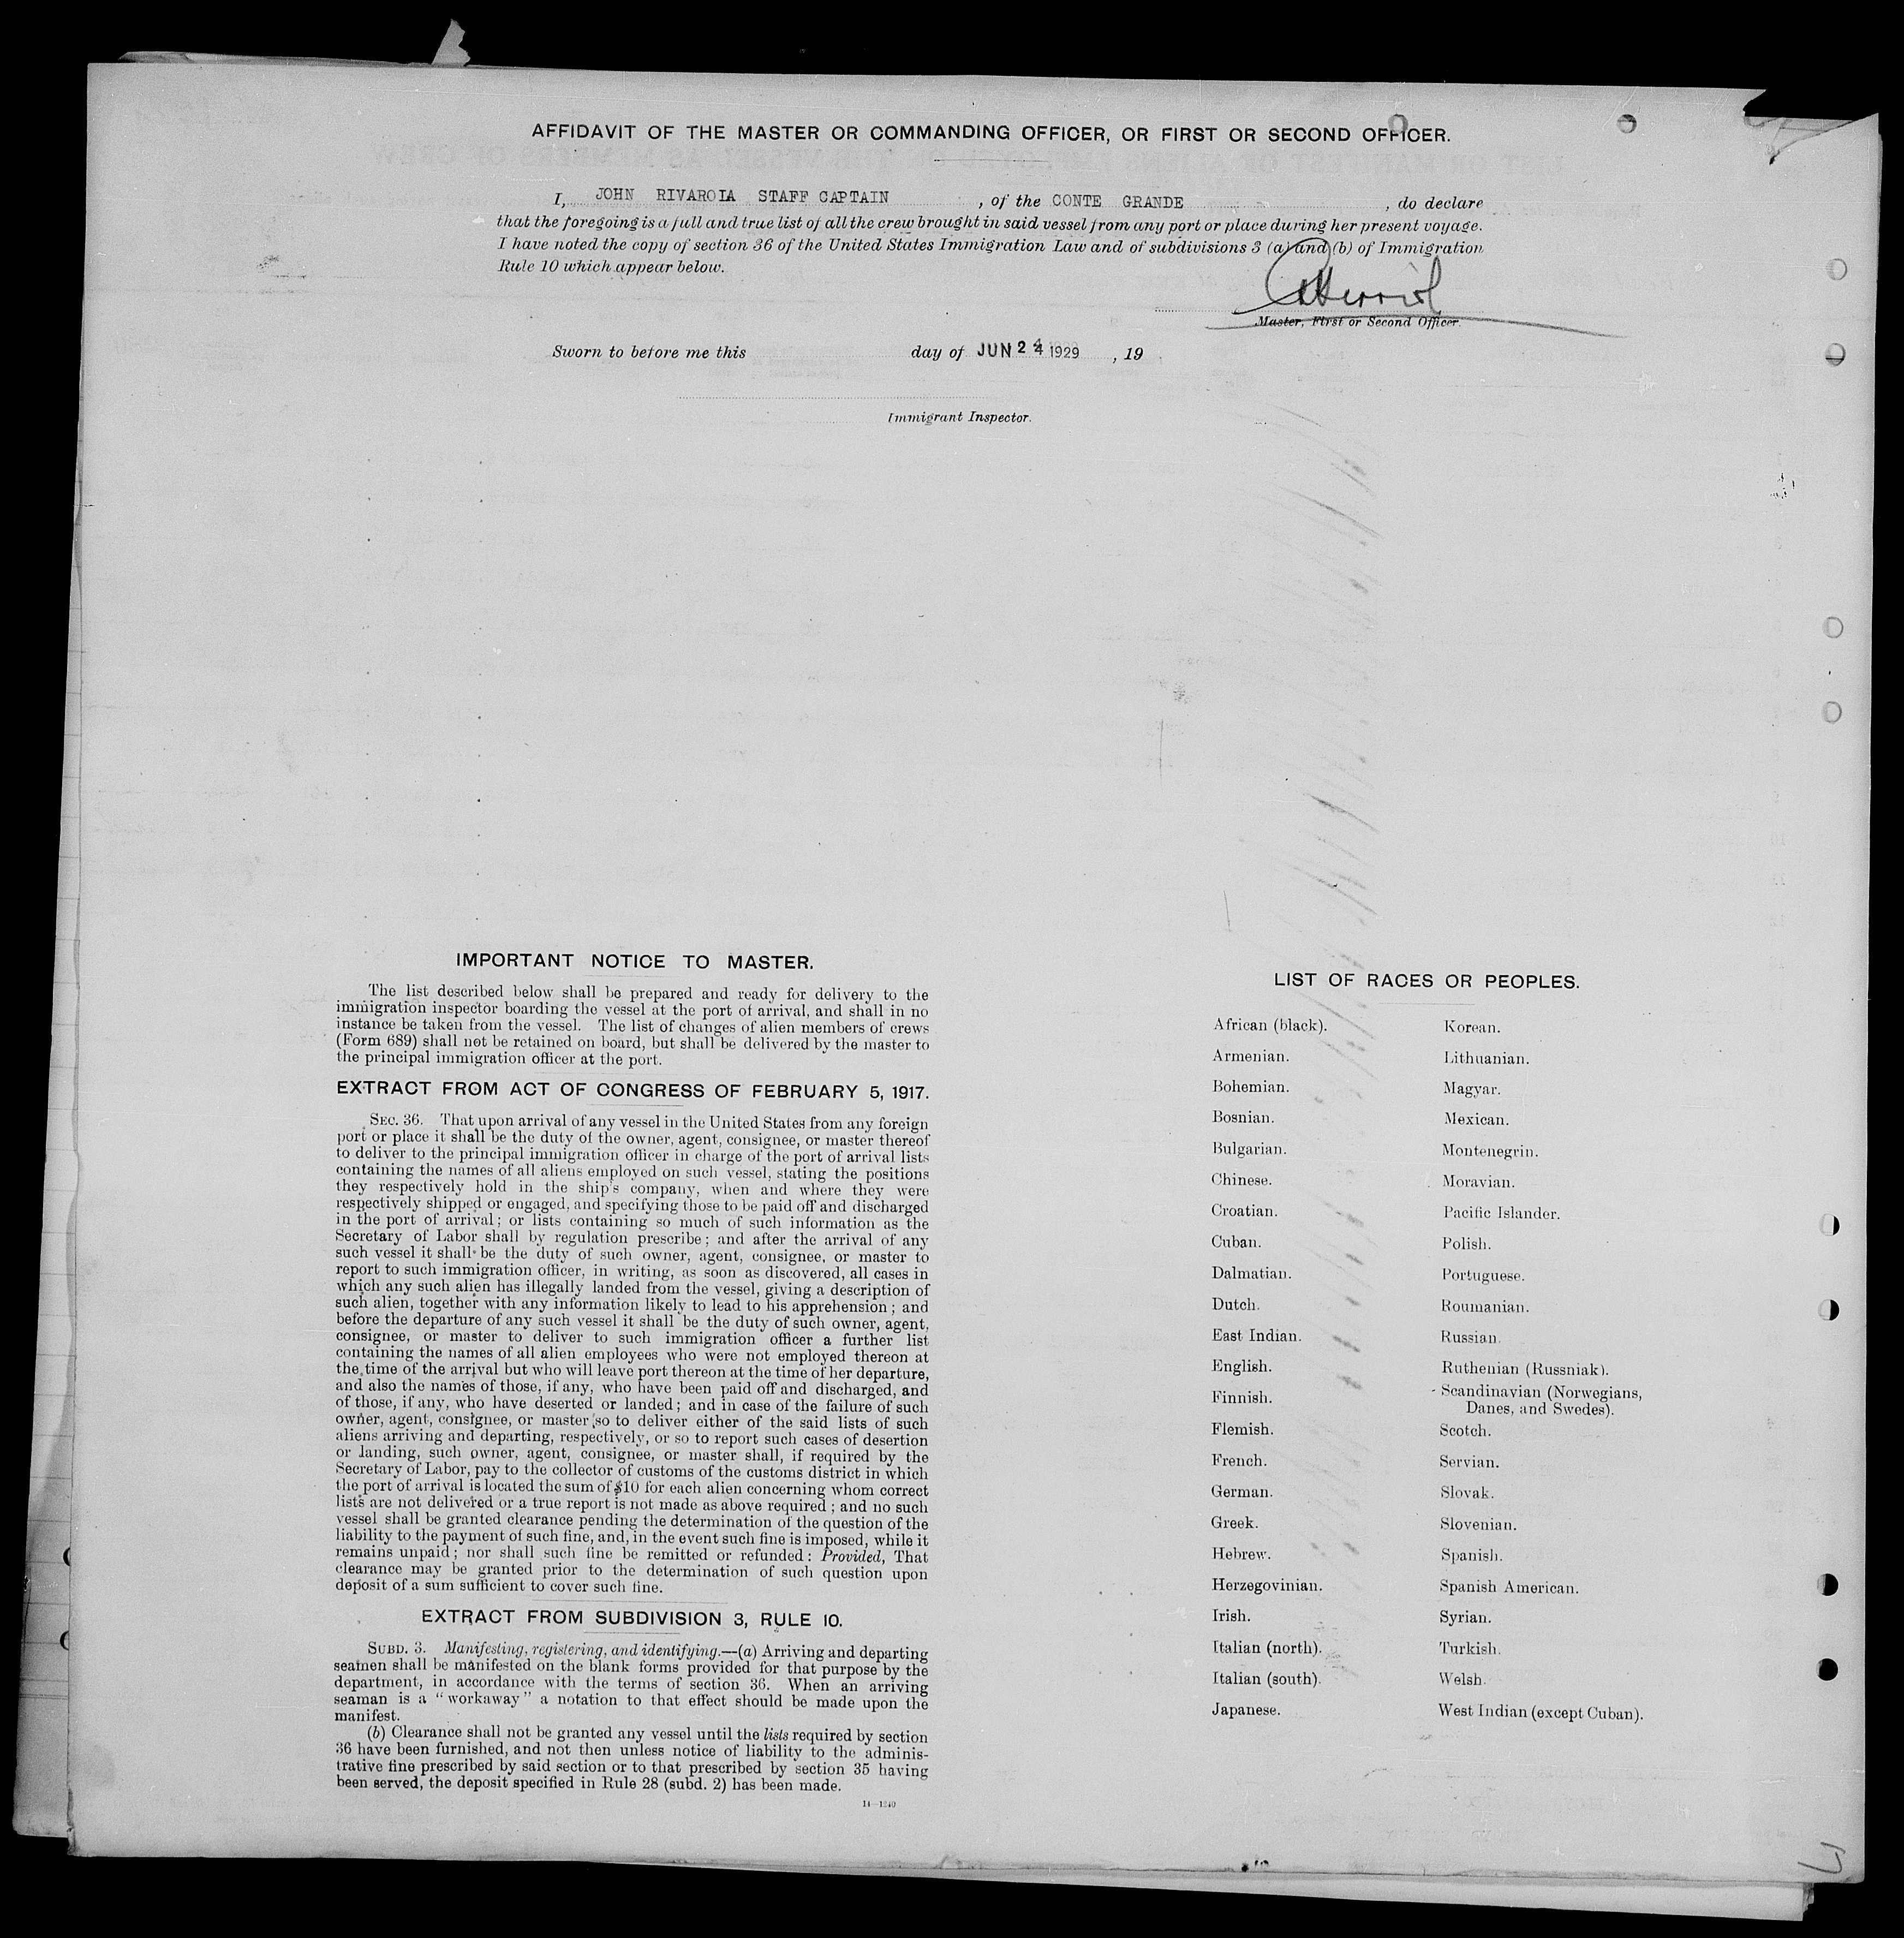 AFFIDAVIT OF THE MASTER OR COMMANDING OFFICER, OR FIRST OR SECOND OFFICER.
I, JOHN RIVAROLA STAFF CAPTAIN , of the CONTE GRANDE , do declare
that the foregoing is a full and true list of all the crew brought in said vessel from any port or place during her present voyage.
I have noted the copy of section 36 of the United States Immigration Law and of subdivisions 3 (a) and (b) of Immigration
Rule 10 which appear below.
Master, First or Second Officer.
Sworn to before me this day of JUN 24 1929 , 19
Immigrant Inspector.
IMPORTANT NOTICE TO MASTER.
The list described below shall be prepared and ready for delivery to the
immigration inspector boarding the vessel at the port of arrival, and shall in no
instance be taken from the vessel. The list of changes of alien members of crews
(Form 689) shall not be retained on board, but shall be delivered by the master to
the principal immigration officer at the port.
EXTRACT FROM ACT OF CONGRESS OF FEBRUARY 5, 1917.
SEC. 36. That upon arrival of any vessel in the United States from any foreign
port or place it shall be the duty of the owner, agent, consignee, or master thereof
to deliver to the principal immigration officer in charge of the port of arrival lists
containing the names of all aliens employed on such vessel, stating the positions
they respectively hold in the ship's company, when and where they were
respectively shipped or engaged, and specifying those to be paid off and discharged
in the port of arrival; or lists containing so much of such information as the
Secretary of Labor shall by regulation prescribe; and after the arrival of any
such vessel it shall be the duty of such owner, agent, consignee, or master to
report to such immigration officer, in writing, as soon as discovered, all cases in
which any such alien has illegally landed from the vessel, giving a description of
such alien, together with any information likely to lead to his apprehension; and
before the departure of any such vessel it shall be the duty of such owner, agent,
consignee, or master to deliver to such immigration officer a further list
containing the names of all alien employees who were not employed thereon at
the time of the arrival but who will leave port thereon at the time of her departure,
and also the names of those, if any, who have been paid off and discharged, and
of those, if any, who have deserted or landed; and in case of the failure of such
owner, agent, consignee, or master so to deliver either of the said lists of such
aliens arriving and departing, respectively, or so to report such cases of desertion
or landing, such owner, agent, consignee, or master shall, if required by the
Secretary of Labor, pay to the collector of customs of the customs district in which
the port of arrival is located the sum of $10 for each alien concerning whom correct
lists are not delivered or a true report is not made as above required; and no such
vessel shall be granted clearance pending the determination of the question of the
liability to the payment of such fine, and, in the event such fine is imposed, while it
remains unpaid; nor shall such fine be remitted or refunded: Provided, That
clearance may be granted prior to the determination of such question upon
deposit of a sum sufficient to cover such fine.
EXTRACT FROM SUBDIVISION 3, RULE 10.
SUBD. 3. Manifesting, registering, and identifying.—(a) Arriving and departing
seamen shall be manifested on the blank forms provided for that purpose by the
department, in accordance with the terms of section 36. When an arriving
seaman is a "workaway" a notation to that effect should be made upon the
manifest.
(b) Clearance shall not be granted any vessel until the lists required by section
36 have been furnished, and not then unless notice of liability to the adminis-
trative fine prescribed by said section or to that prescribed by section 35 having
been served, the deposit specified in Rule 28 (subd. 2) has been made.
14—1240
LIST OF RACES OR PEOPLES.
African (black).
Armenian.
Bohemian.
Bosnian.
Bulgarian.
Chinese.
Croatian.
Cuban.
Dalmatian.
Dutch.
East Indian.
English.
Finnish.
Flemish.
French.
German.
Greek.
Hebrew.
Herzegovinian.
Irish.
Italian (north).
Italian (south).
Japanese.
Korean.
Lithuanian.
Magyar.
Mexican.
Montenegrin.
Moravian.
Pacific Islander.
Polish.
Portuguese.
Roumanian.
Russian.
Ruthenian (Russniak).
Scandinavian (Norwegians,
Danes, and Swedes).
Scotch.
Servian.
Slovak.
Slovenian.
Spanish.
Spanish American.
Syrian.
Turkish.
Welsh.
West Indian (except Cuban).